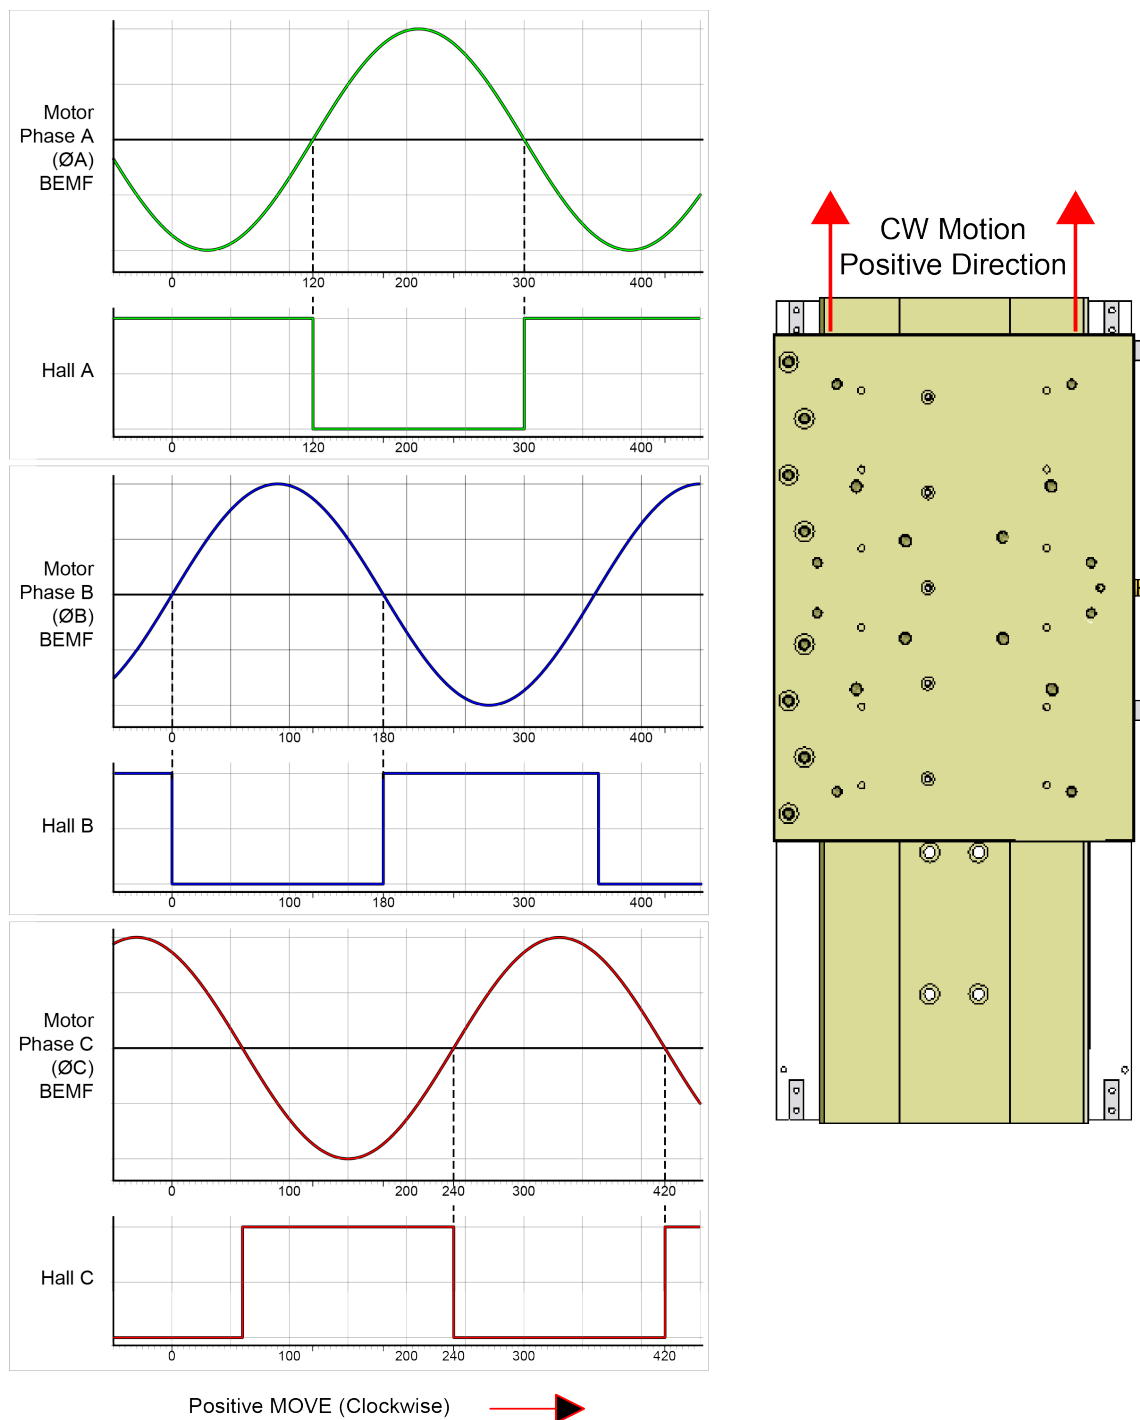 Motor
Phase A
(ØA)
BEMF
0 120 200 300 400
Hall A
0 120 200 300 400
Motor
Phase B
(ØB)
BEMF
0 100 180 300 400
Hall B
0 100 180 300 400
Motor
Phase C
(ØC)
BEMF
0 100 200 240 300 420
Hall C
0 100 200 240 300 420
Positive MOVE (Clockwise)
CW Motion
Positive Direction